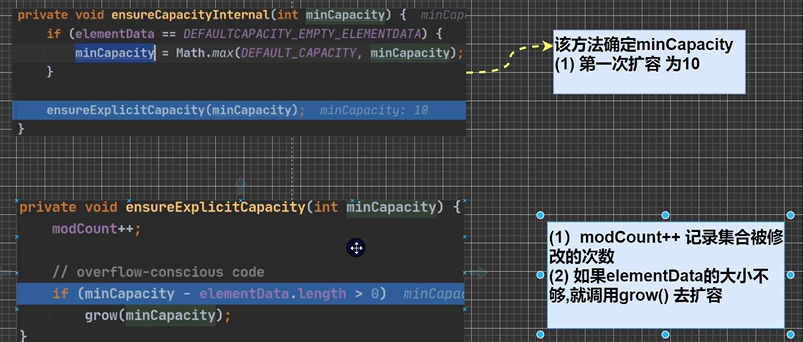 private void ensureCapacityInternal(int minCapacity) { minCap
if (elementData == DEFAULTCAPACITY_EMPTY_ELEMENTDATA) {
minCapacity = Math.max(DEFAULT_CAPACITY, minCapacity);
}
ensureExplicitCapacity(minCapacity); minCapacity: 10
}
该方法确定minCapacity
(1) 第一次扩容 为10
private void ensureExplicitCapacity(int minCapacity) {
modCount++;
// overflow-conscious code
if (minCapacity - elementData.length > 0) minCapac
grow(minCapacity);
}
(1）modCount++ 记录集合被修
改的次数
(2) 如果elementData的大小不
够,就调用grow() 去扩容